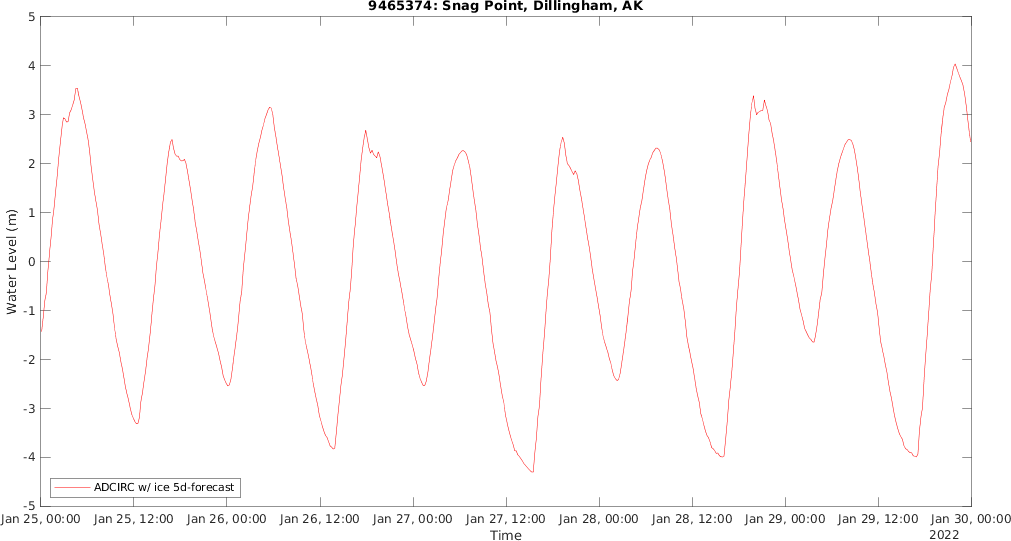 9465374: Snag Point, Dillingham, AK
5
4
3
2
1
0
-1
-2
-3
-4
-5
Water Level (m)
ADCIRC w/ ice 5d-forecast
Jan 25, 00:00 Jan 25, 12:00 Jan 26, 00:00 Jan 26, 12:00 Jan 27, 00:00 Jan 27, 12:00 Jan 28, 00:00 Jan 28, 12:00 Jan 29, 00:00 Jan 29, 12:00 Jan 30, 00:00
Time
2022